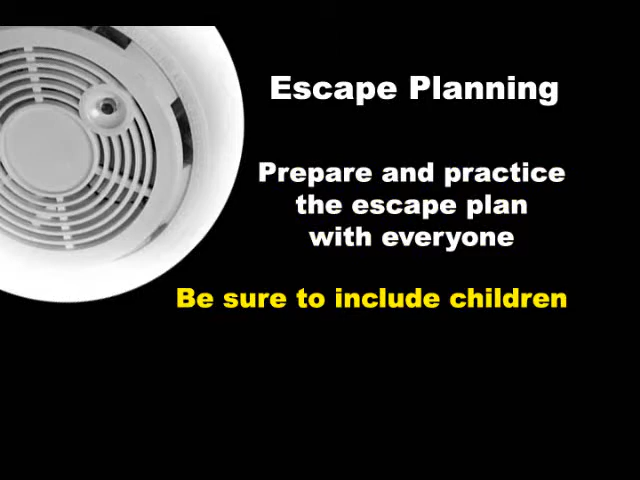 Escape Planning
Prepare and practice
the escape plan
with everyone
Be sure to include children